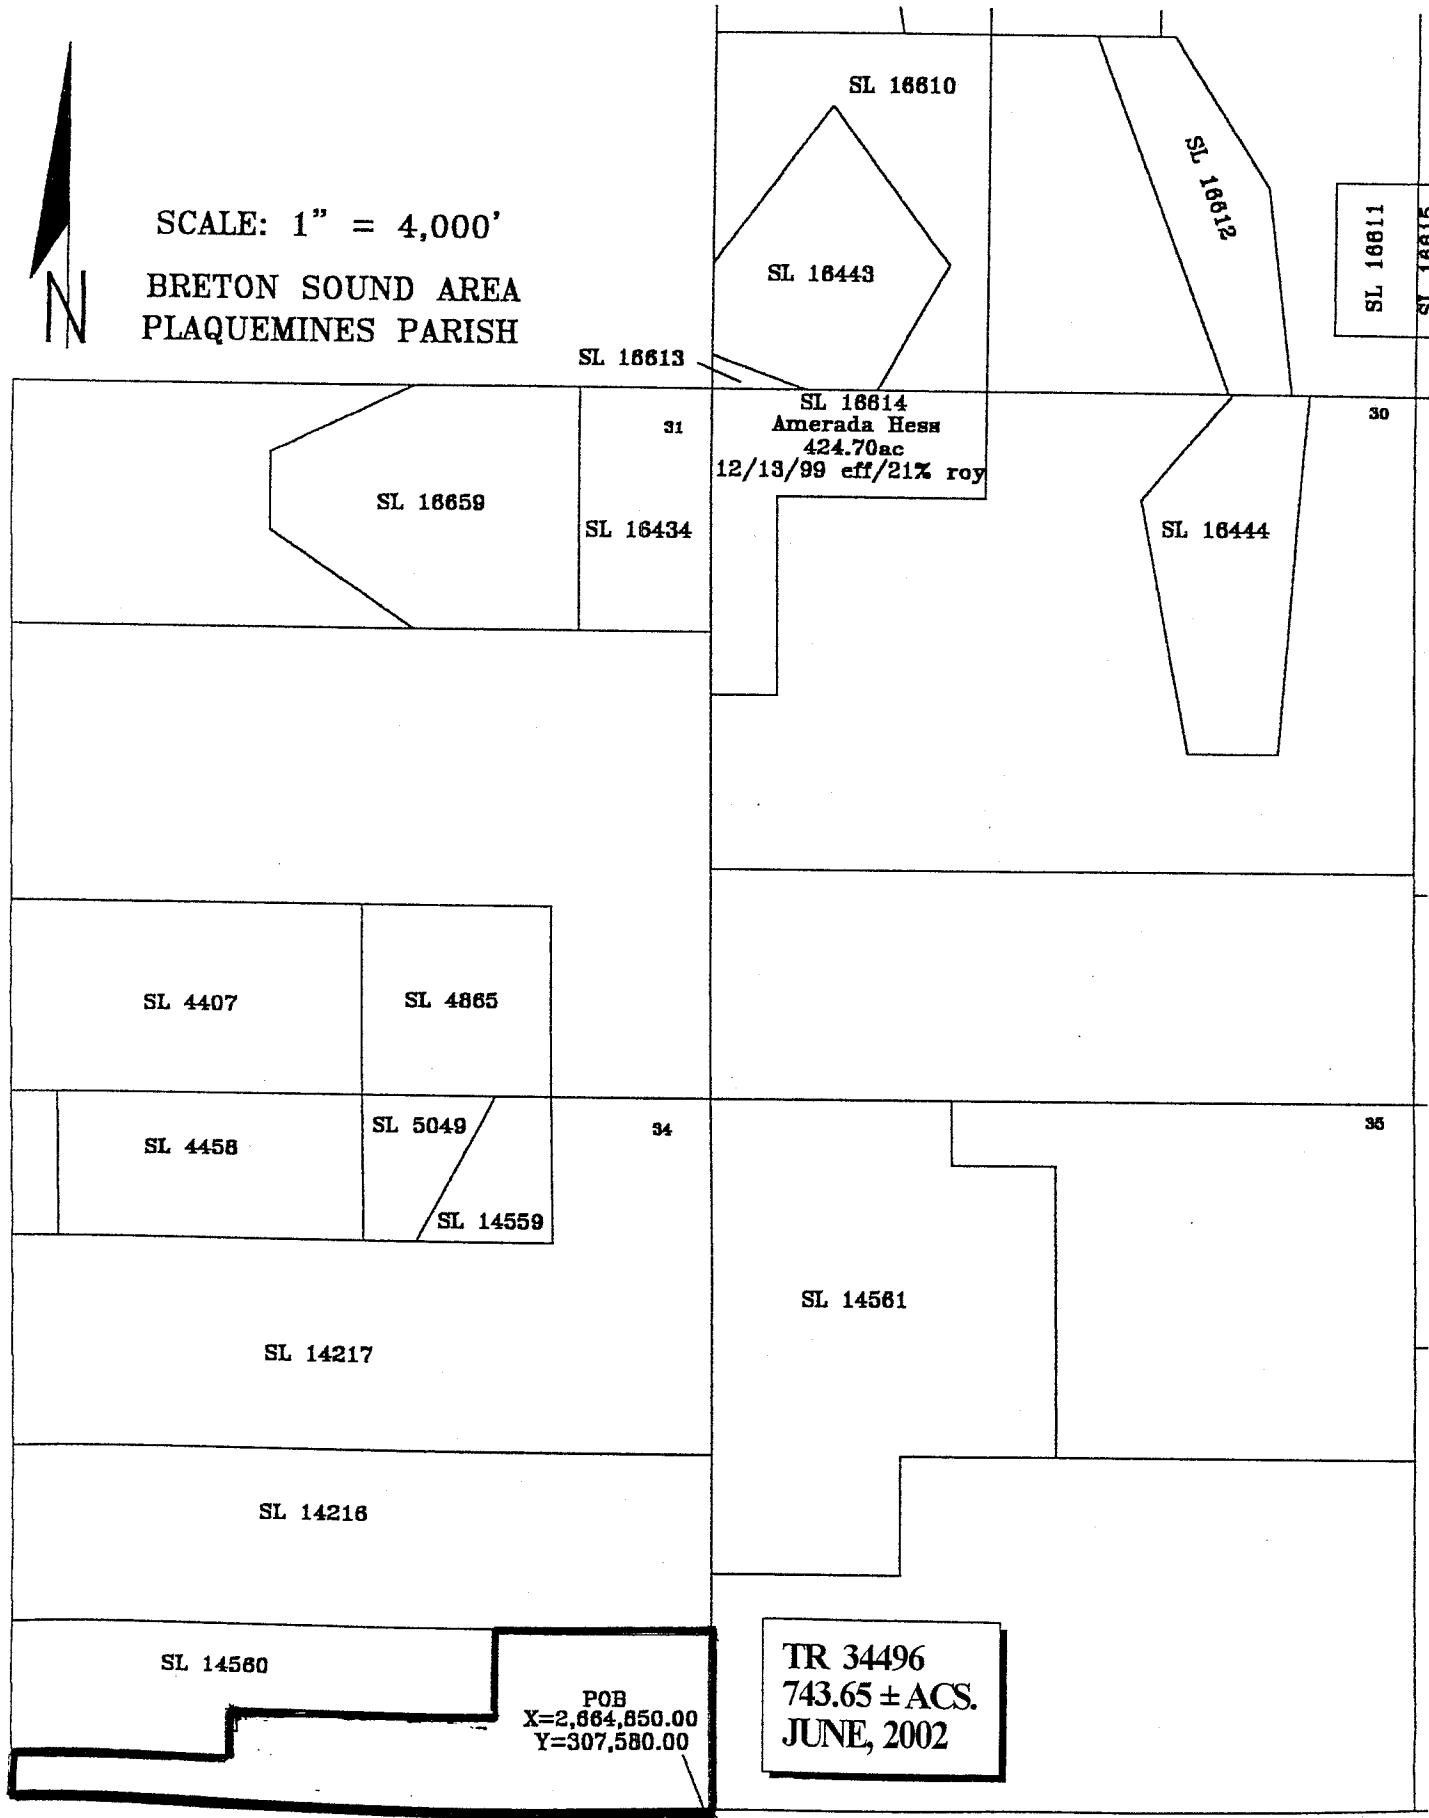 SL 16610
SL 16612
SL 16611
SCALE: 1" = 4,000'
BRETON SOUND AREA
N
PLAQUEMINES PARISH
SL 16443
SL 16613
SL 16614
Amerada Hess
424.70ac
12/13/99 eff/21% roy
31
30
SL 16659
SL 16434
SL 16444
SL 4407
SL 4865
SL 4458
SL 5049
34
35
SL 14559
SL 14561
SL 14217
SL 14216
SL 14560
POB
X=2,664,650.00
Y=307,580.00
TR 34496
743.65 ± ACS.
JUNE, 2002